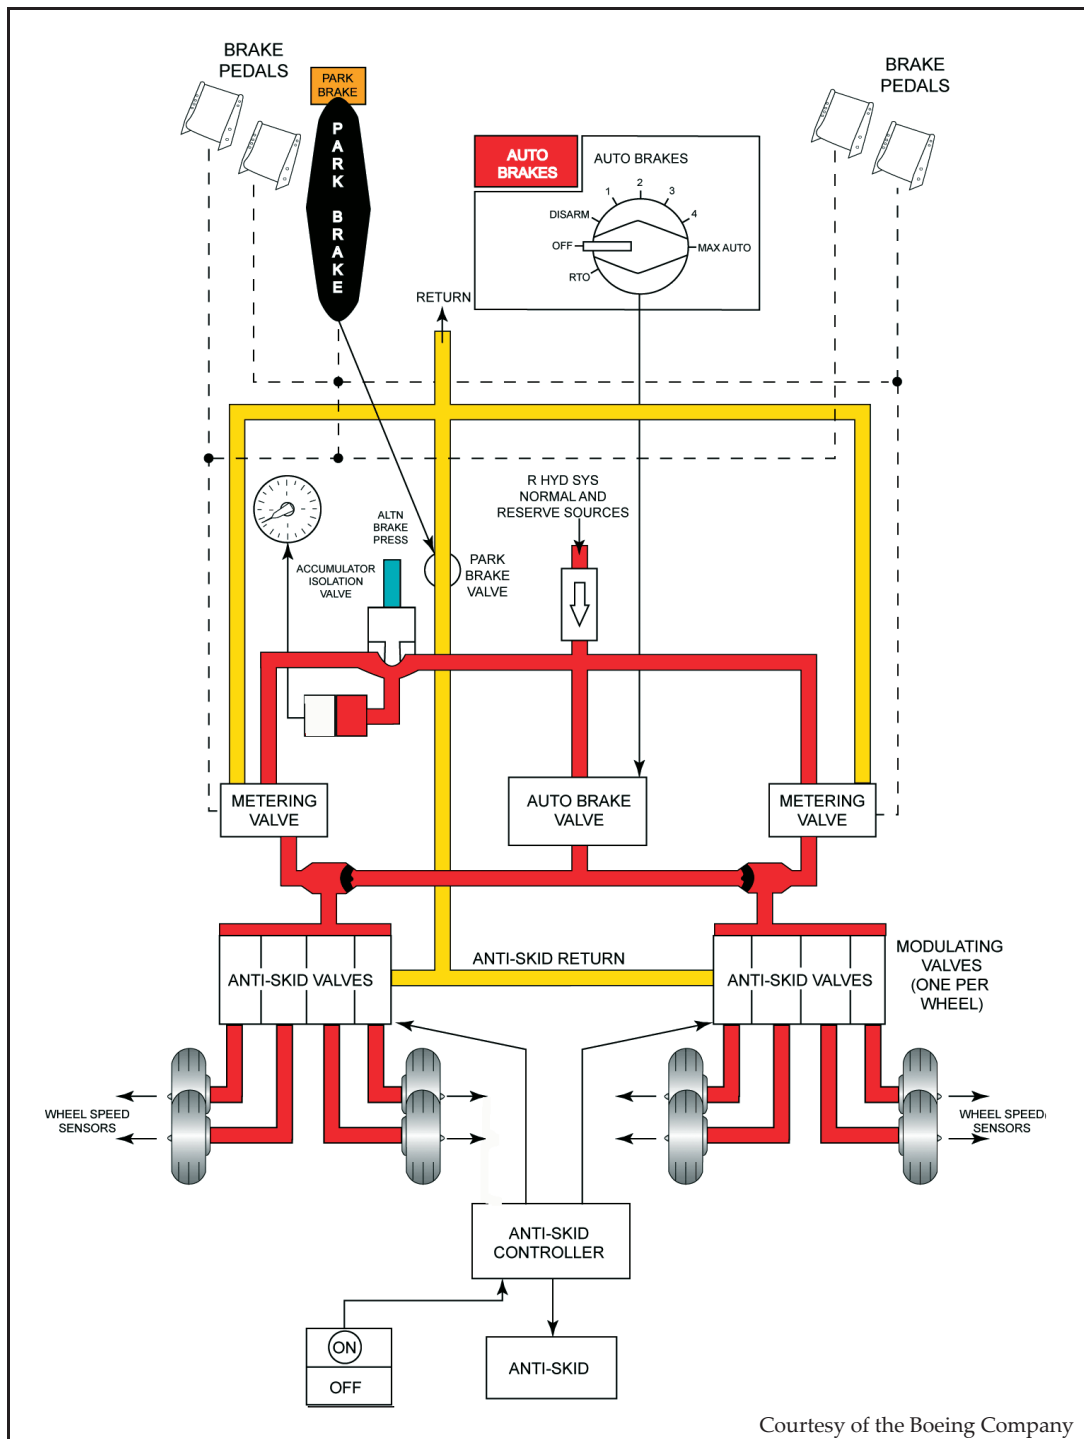 BRAKE
PEDALS
PARK
BRAKE
PARK BRAKE
BRAKE
PEDALS
AUTO
BRAKES
AUTO BRAKES
DISARM
1
2
3
4
OFF
MAX AUTO
RTO
RETURN
R HYD SYS
NORMAL AND
RESERVE SOURCES
ALTN
BRAKE
PRESS
ACCUMULATOR
ISOLATION
VALVE
PARK
BRAKE
VALVE
METERING
VALVE
AUTO BRAKE
VALVE
METERING
VALVE
ANTI-SKID VALVES
ANTI-SKID RETURN
ANTI-SKID VALVES
MODULATING
VALVES
(ONE PER
WHEEL)
WHEEL SPEED
SENSORS
WHEEL SPEED
SENSORS
ANTI-SKID
CONTROLLER
ON
OFF
ANTI-SKID
Courtesy of the Boeing Company